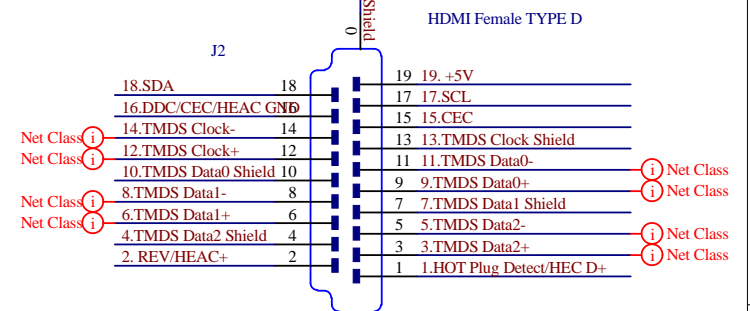 Shield
0
HDMI Female TYPE D
J2
19 19. +5V
18.SDA 18
17 17.SCL
16.DDC/CEC/HEAC GND 16
15 15.CEC
Net Class i 14.TMDS Clock- 14
13 13.TMDS Clock Shield
Net Class i 12.TMDS Clock+ 12
11 11.TMDS Data0- i Net Class
10.TMDS Data0 Shield 10
9 9.TMDS Data0+ i Net Class
Net Class i 8.TMDS Data1- 8
7 7.TMDS Data1 Shield
Net Class i 6.TMDS Data1+ 6
5 5.TMDS Data2- i Net Class
4.TMDS Data2 Shield 4
3 3.TMDS Data2+ i Net Class
2. REV/HEAC+ 2
1 1.HOT Plug Detect/HEC D+